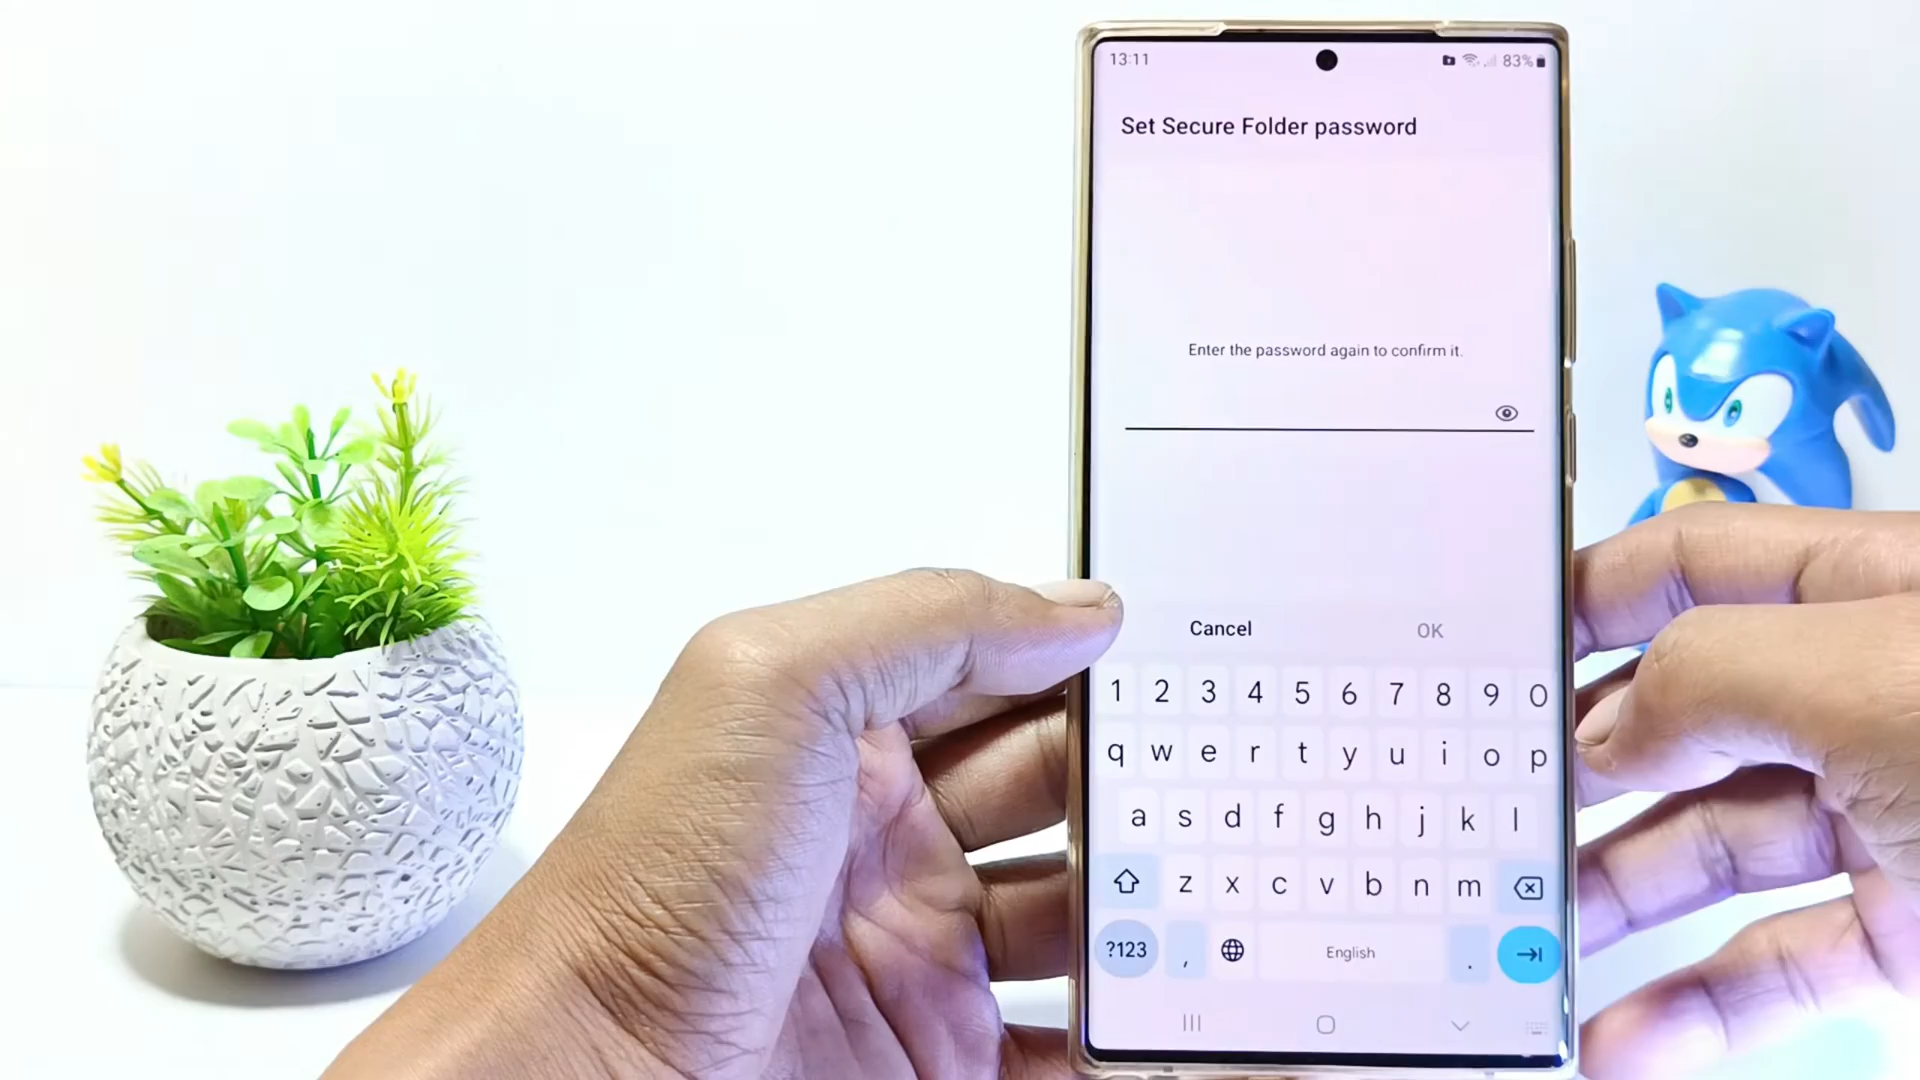 13:11 83%
Set Secure Folder password
Enter the password again to confirm it.
Cancel OK
1 2 3 4 5 6 7 8 9 0
q w e r t y u i o p
a s d f g h j k l
z x c v b n m
?123 , English .